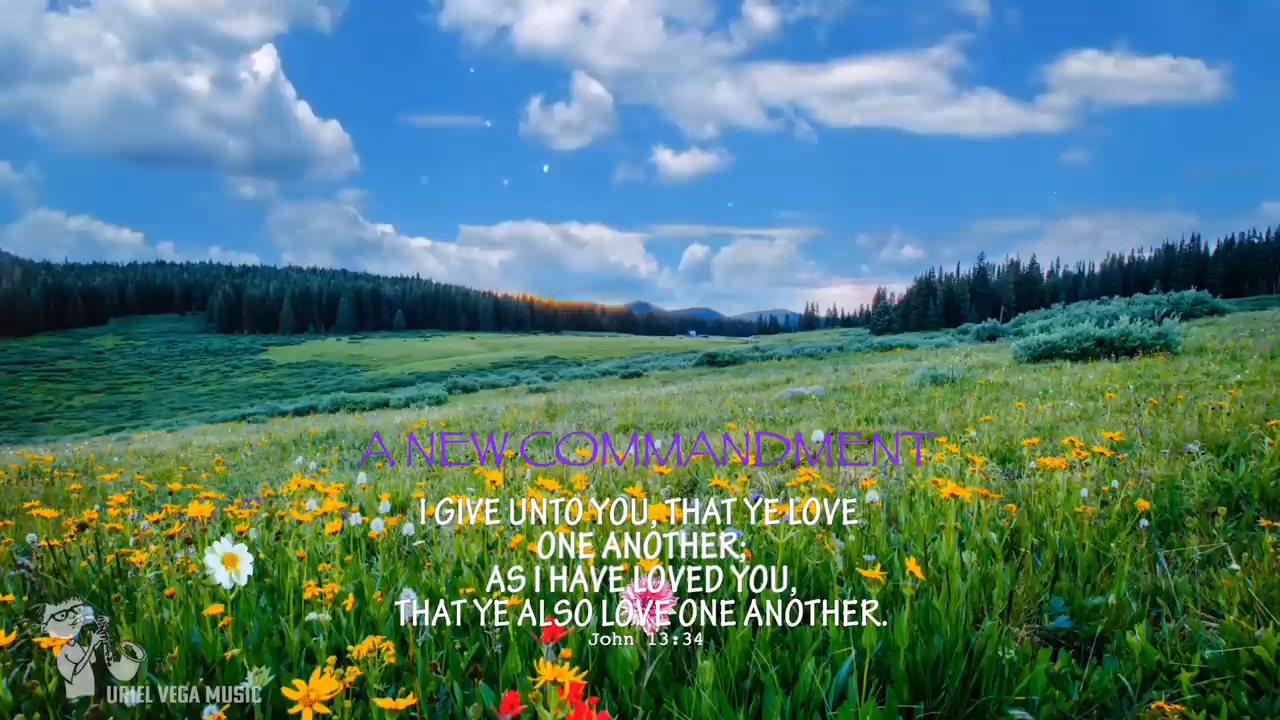 A NEW COMMANDMENT
I GIVE UNTO YOU, THAT YE LOVE
ONE ANOTHER;
AS I HAVE LOVED YOU,
THAT YE ALSO LOVE ONE ANOTHER.
John 13:34
URIEL VEGA MUSIC